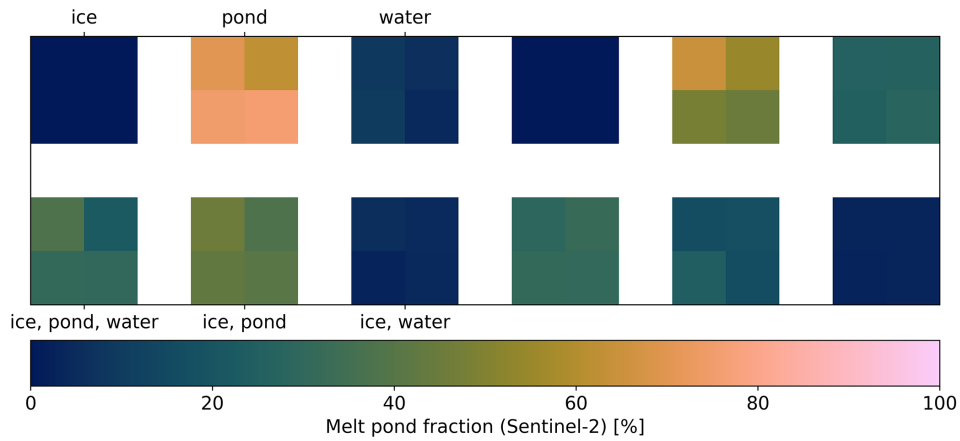 ice pond water
ice, pond, water ice, pond ice, water
0 20 40 60 80 100
Melt pond fraction (Sentinel-2) [%]